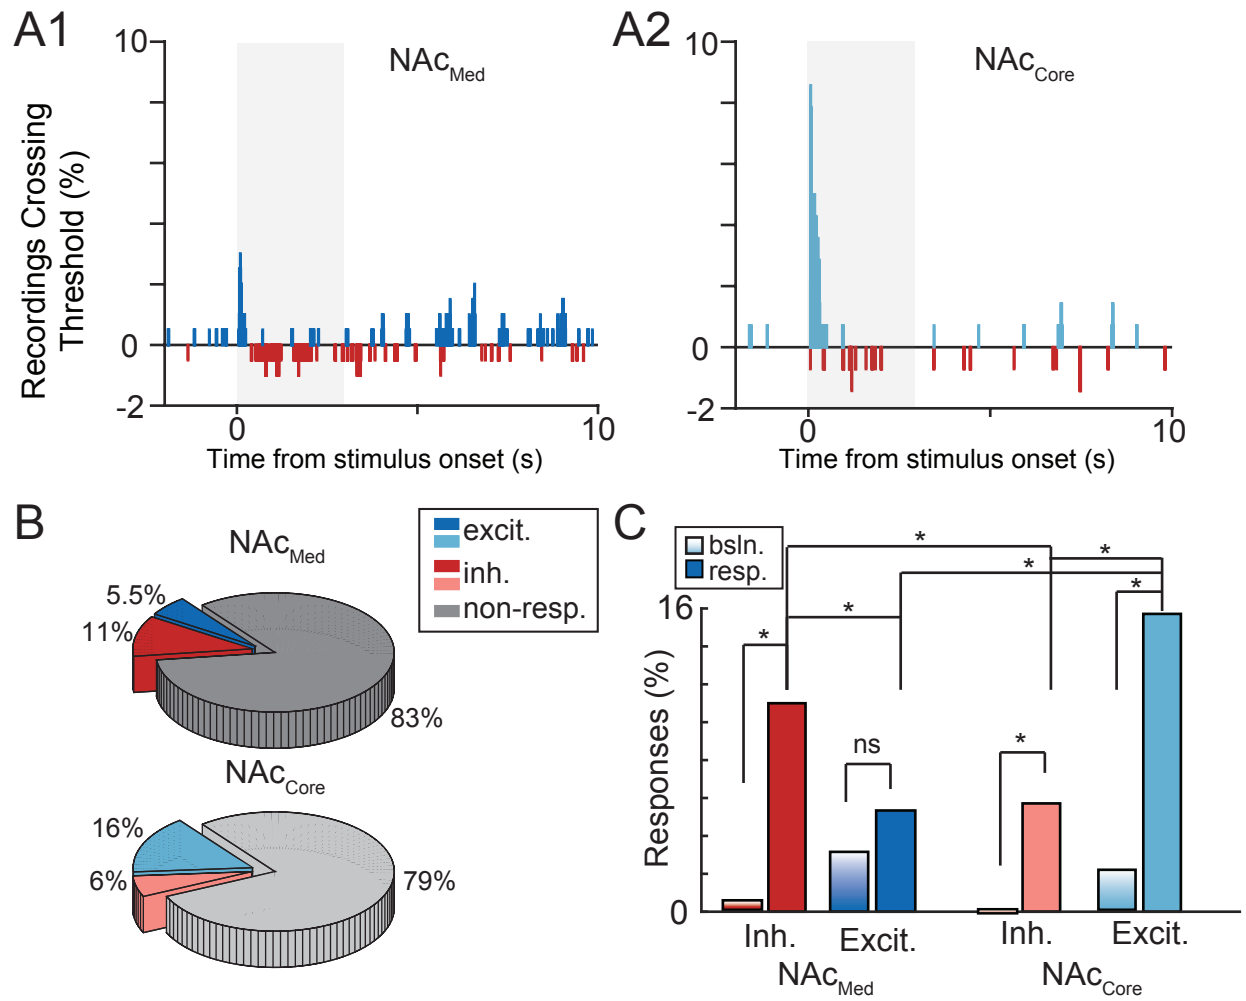 A1
10
NAcMed
Recordings Crossing
Threshold (%)
0
-2
0
10
Time from stimulus onset (s)
A2
10
NAcCore
0
-2
0
10
Time from stimulus onset (s)
B
NAcMed
5.5%
11%
83%
excit.
inh.
non-resp.
NAcCore
16%
6%
79%
C
bsln.
resp.
Responses (%)
16
0
*
*
*
*
*
*
ns
*
Inh.
Excit.
Inh.
Excit.
NAcMed
NAcCore